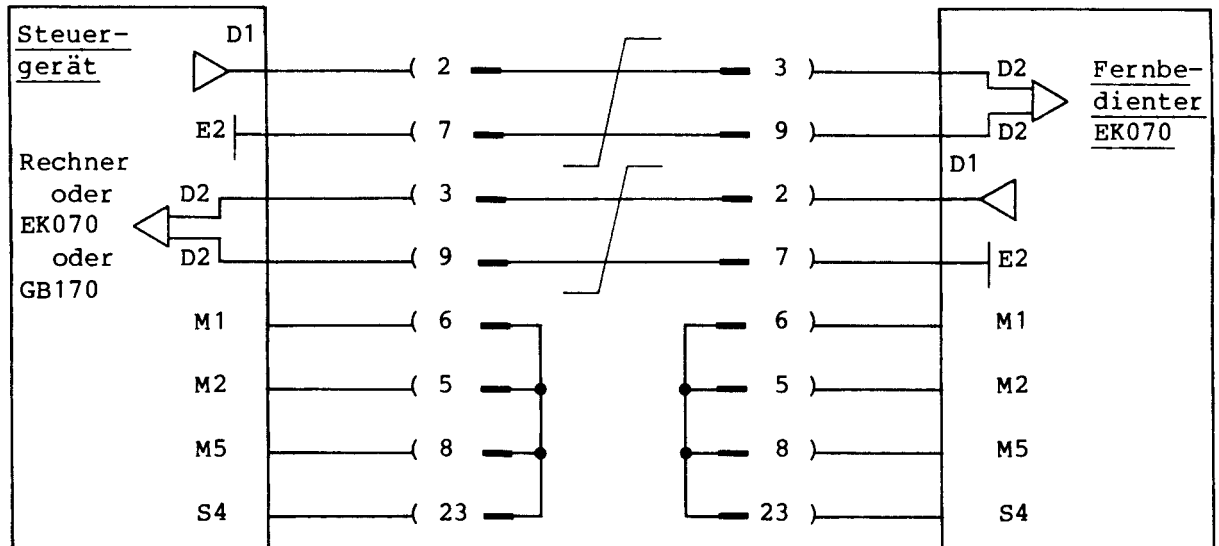 Steuer-
gerät
D1
( 2
3 )
D2
Fernbe-
dienter
EK070
E2
( 7
9 )
D2
Rechner
oder
EK070
oder
GB170
D2
( 3
2 )
D1
D2
( 9
7 )
E2
M1
( 6
6 )
M1
M2
( 5
5 )
M2
M5
( 8
8 )
M5
S4
( 23
23 )
S4